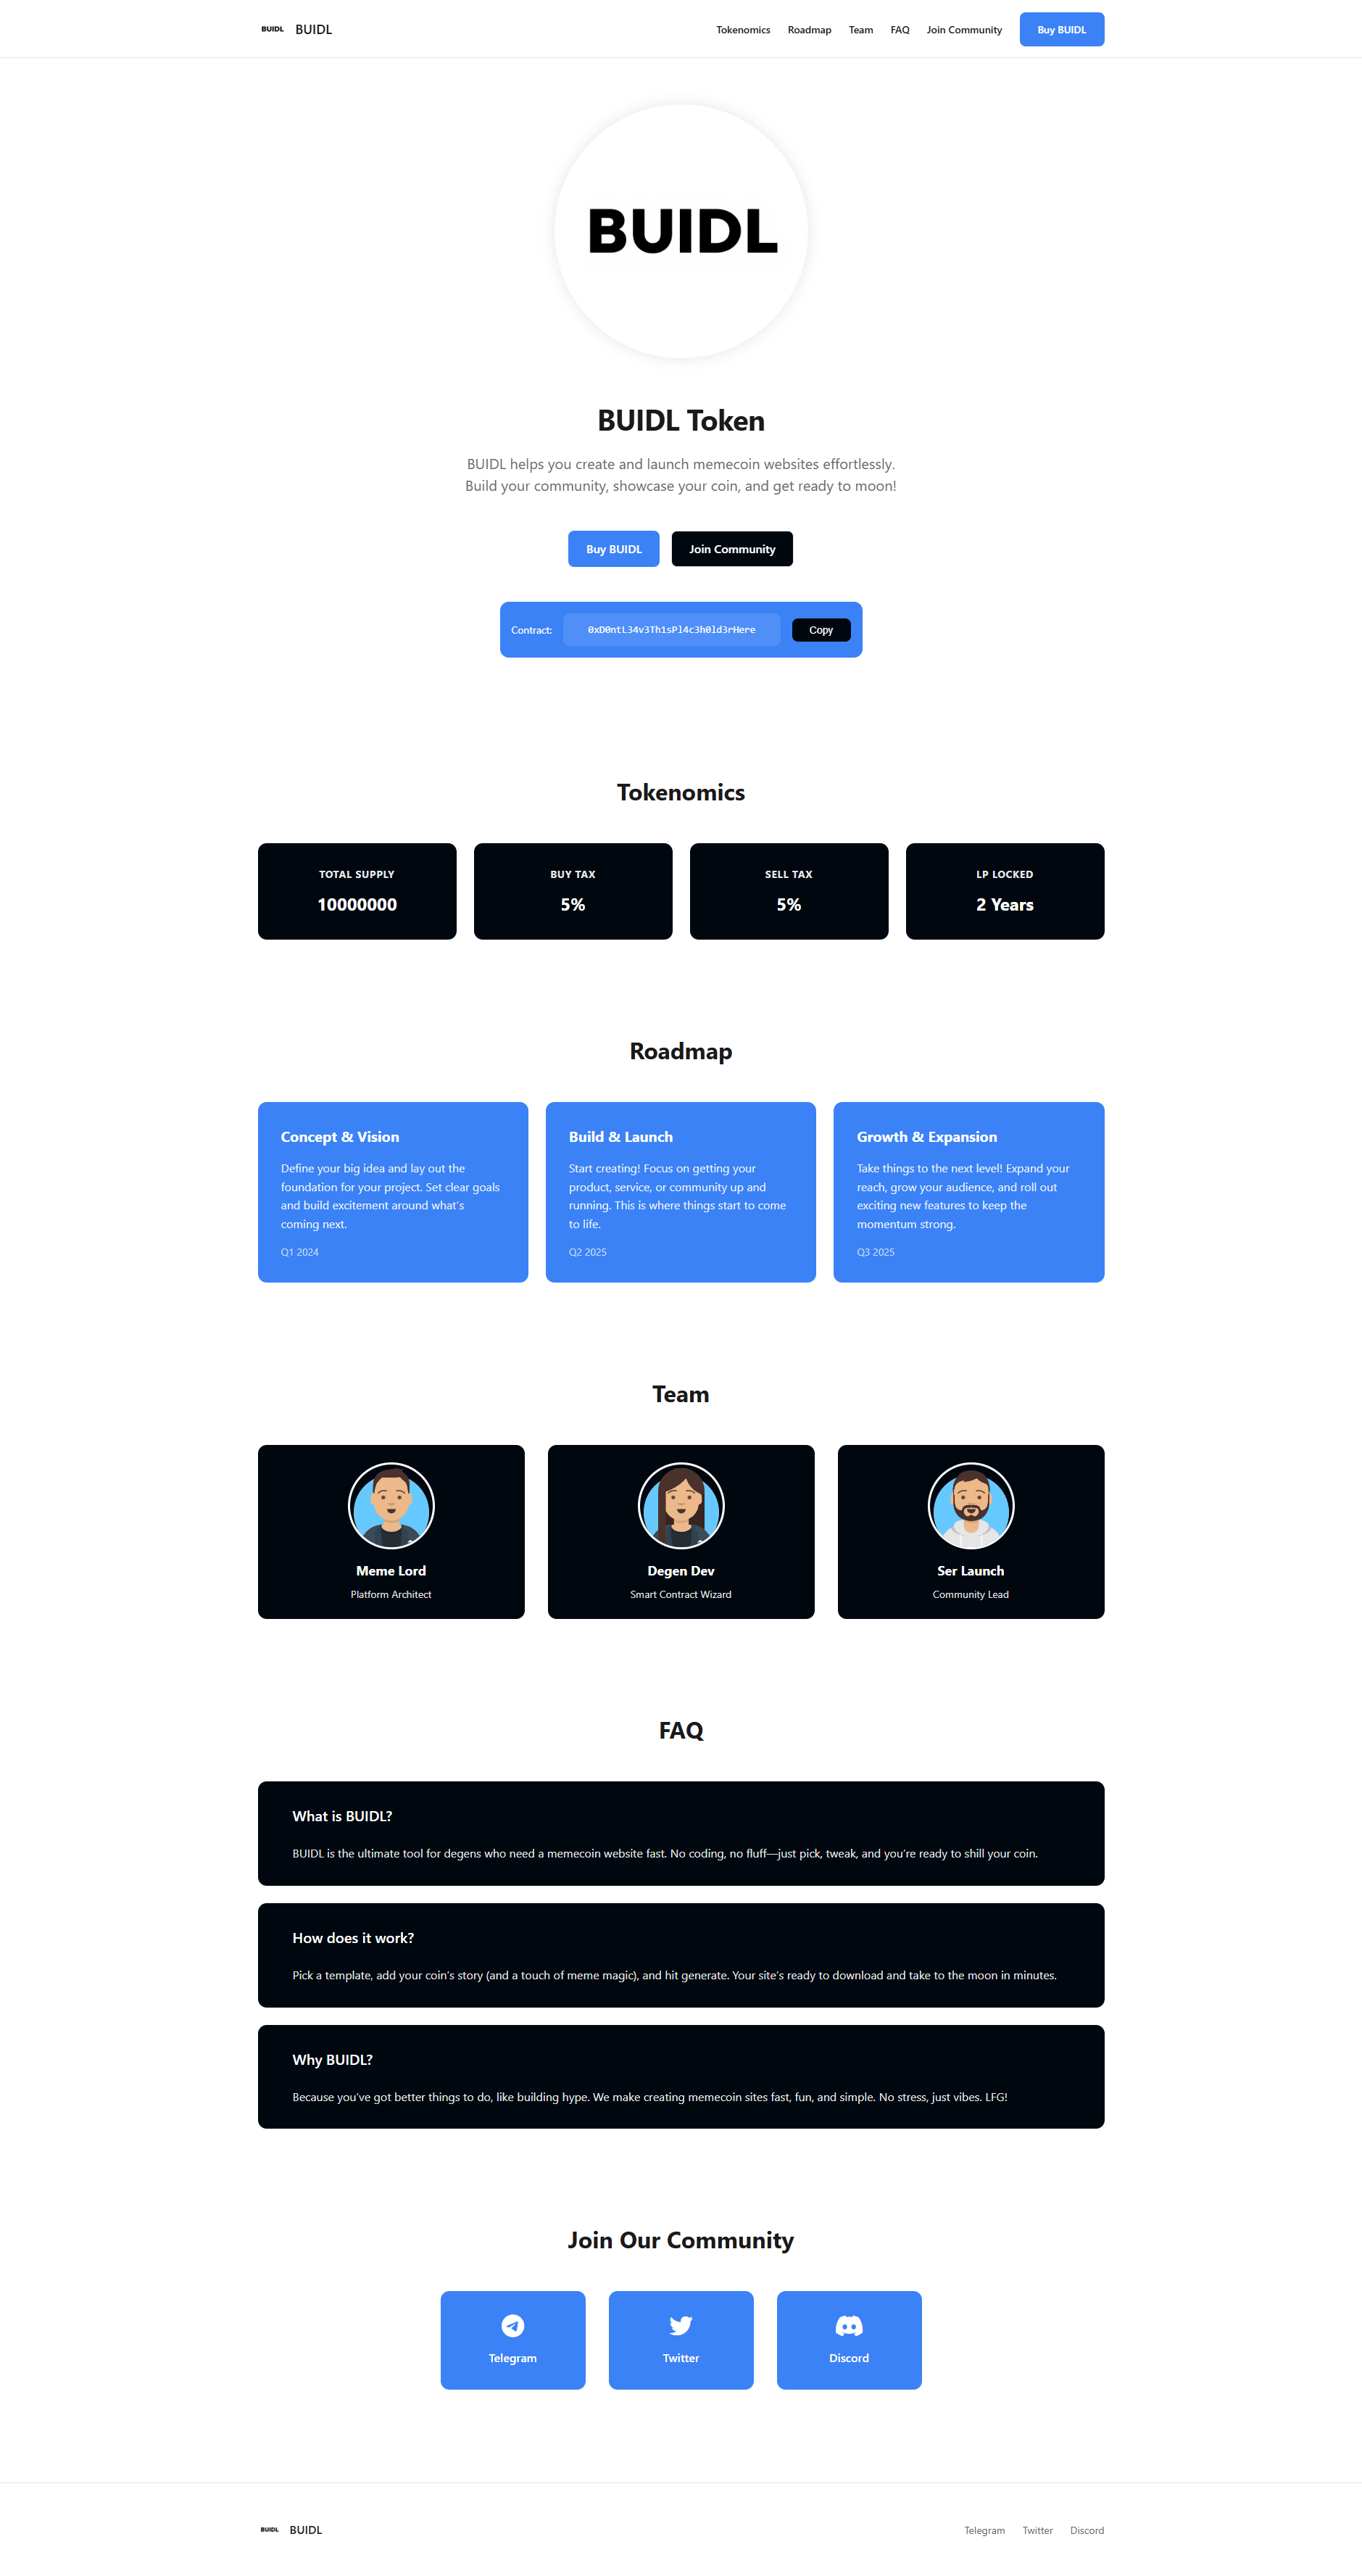 BUIDL BUIDL Tokenomics Roadmap Team FAQ Join Community Buy BUIDL
BUIDL
BUIDL Token
BUIDL helps you create and launch memecoin websites effortlessly.
Build your community, showcase your coin, and get ready to moon!
Buy BUIDL Join Community
Contract: 0xD0ntL34v3Th1sPl4c3h0ld3rHere Copy
Tokenomics
TOTAL SUPPLY
10000000
BUY TAX
5%
SELL TAX
5%
LP LOCKED
2 Years
Roadmap
Concept & Vision
Define your big idea and lay out the
foundation for your project. Set clear goals
and build excitement around what's
coming next.
Q1 2024
Build & Launch
Start creating! Focus on getting your
product, service, or community up and
running. This is where things start to come
to life.
Q2 2025
Growth & Expansion
Take things to the next level! Expand your
reach, grow your audience, and roll out
exciting new features to keep the
momentum strong.
Q3 2025
Team
Meme Lord
Platform Architect
Degen Dev
Smart Contract Wizard
Ser Launch
Community Lead
FAQ
What is BUIDL?
BUIDL is the ultimate tool for degens who need a memecoin website fast. No coding, no fluff—just pick, tweak, and you're ready to shill your coin.
How does it work?
Pick a template, add your coin's story (and a touch of meme magic), and hit generate. Your site's ready to download and take to the moon in minutes.
Why BUIDL?
Because you've got better things to do, like building hype. We make creating memecoin sites fast, fun, and simple. No stress, just vibes. LFG!
Join Our Community
Telegram
Twitter
Discord
BUIDL BUIDL Telegram Twitter Discord